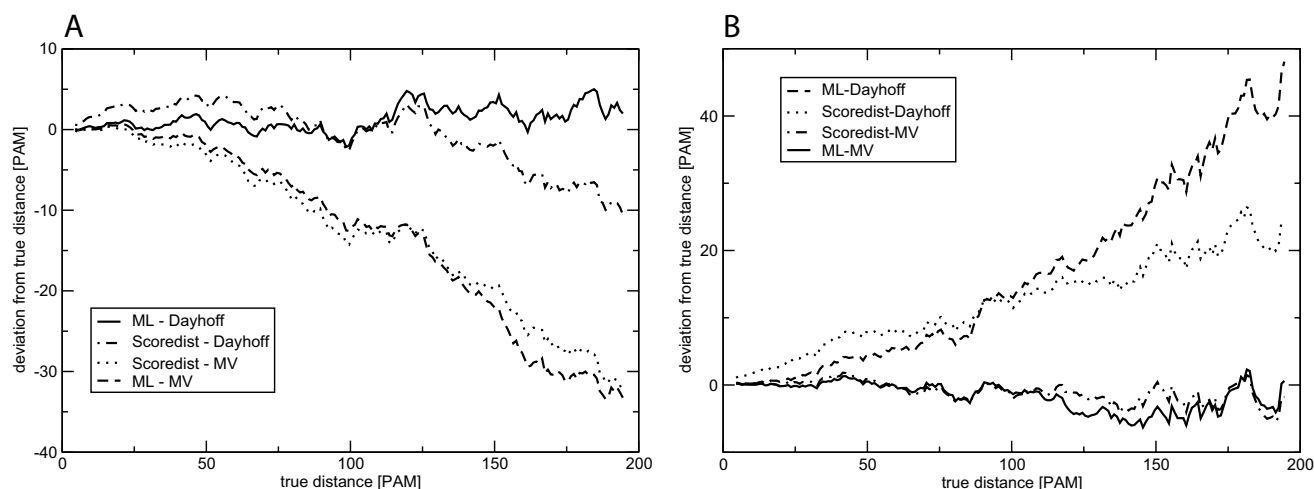 A
10
0
-10
-20
-30
-40
deviation from true distance [PAM]
ML - Dayhoff
Scoredist - Dayhoff
Scoredist - MV
ML - MV
0
50
100
150
200
true distance [PAM]
B
40
20
0
deviation from true distance [PAM]
ML-Dayhoff
Scoredist-Dayhoff
Scoredist-MV
ML-MV
0
50
100
150
200
true distance [PAM]